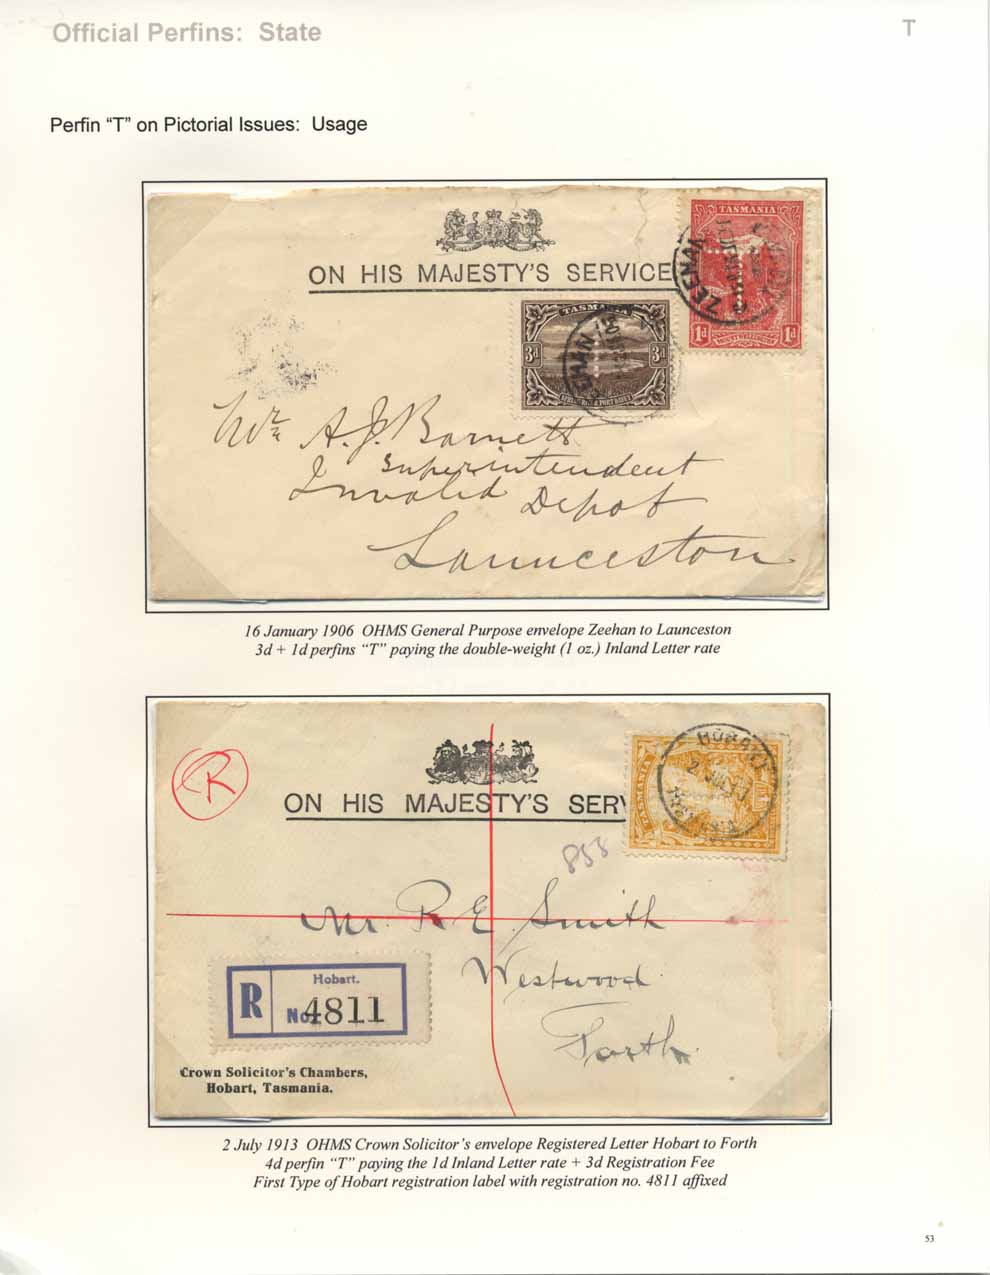 Official Perfins: State
T
Perfin "T" on Pictorial Issues: Usage
ON HIS MAJESTY'S SERVICE
TASMANIA
1d 1d
ZEEHAN
TASMANIA
3d 3d
Mr A. J. Barnett
Superintendent
Invalid Depot
Launceston
16 January 1906 OHMS General Purpose envelope Zeehan to Launceston
3d + 1d perfins "T" paying the double-weight (1 oz.) Inland Letter rate
R
ON HIS MAJESTY'S SERV
TASMANIA
HOBART
858
Mr. R. E. Smith
Westwood
Forth
Hobart.
R No. 4811
Crown Solicitor's Chambers,
Hobart, Tasmania.
2 July 1913 OHMS Crown Solicitor's envelope Registered Letter Hobart to Forth
4d perfin "T" paying the 1d Inland Letter rate + 3d Registration Fee
First Type of Hobart registration label with registration no. 4811 affixed
53